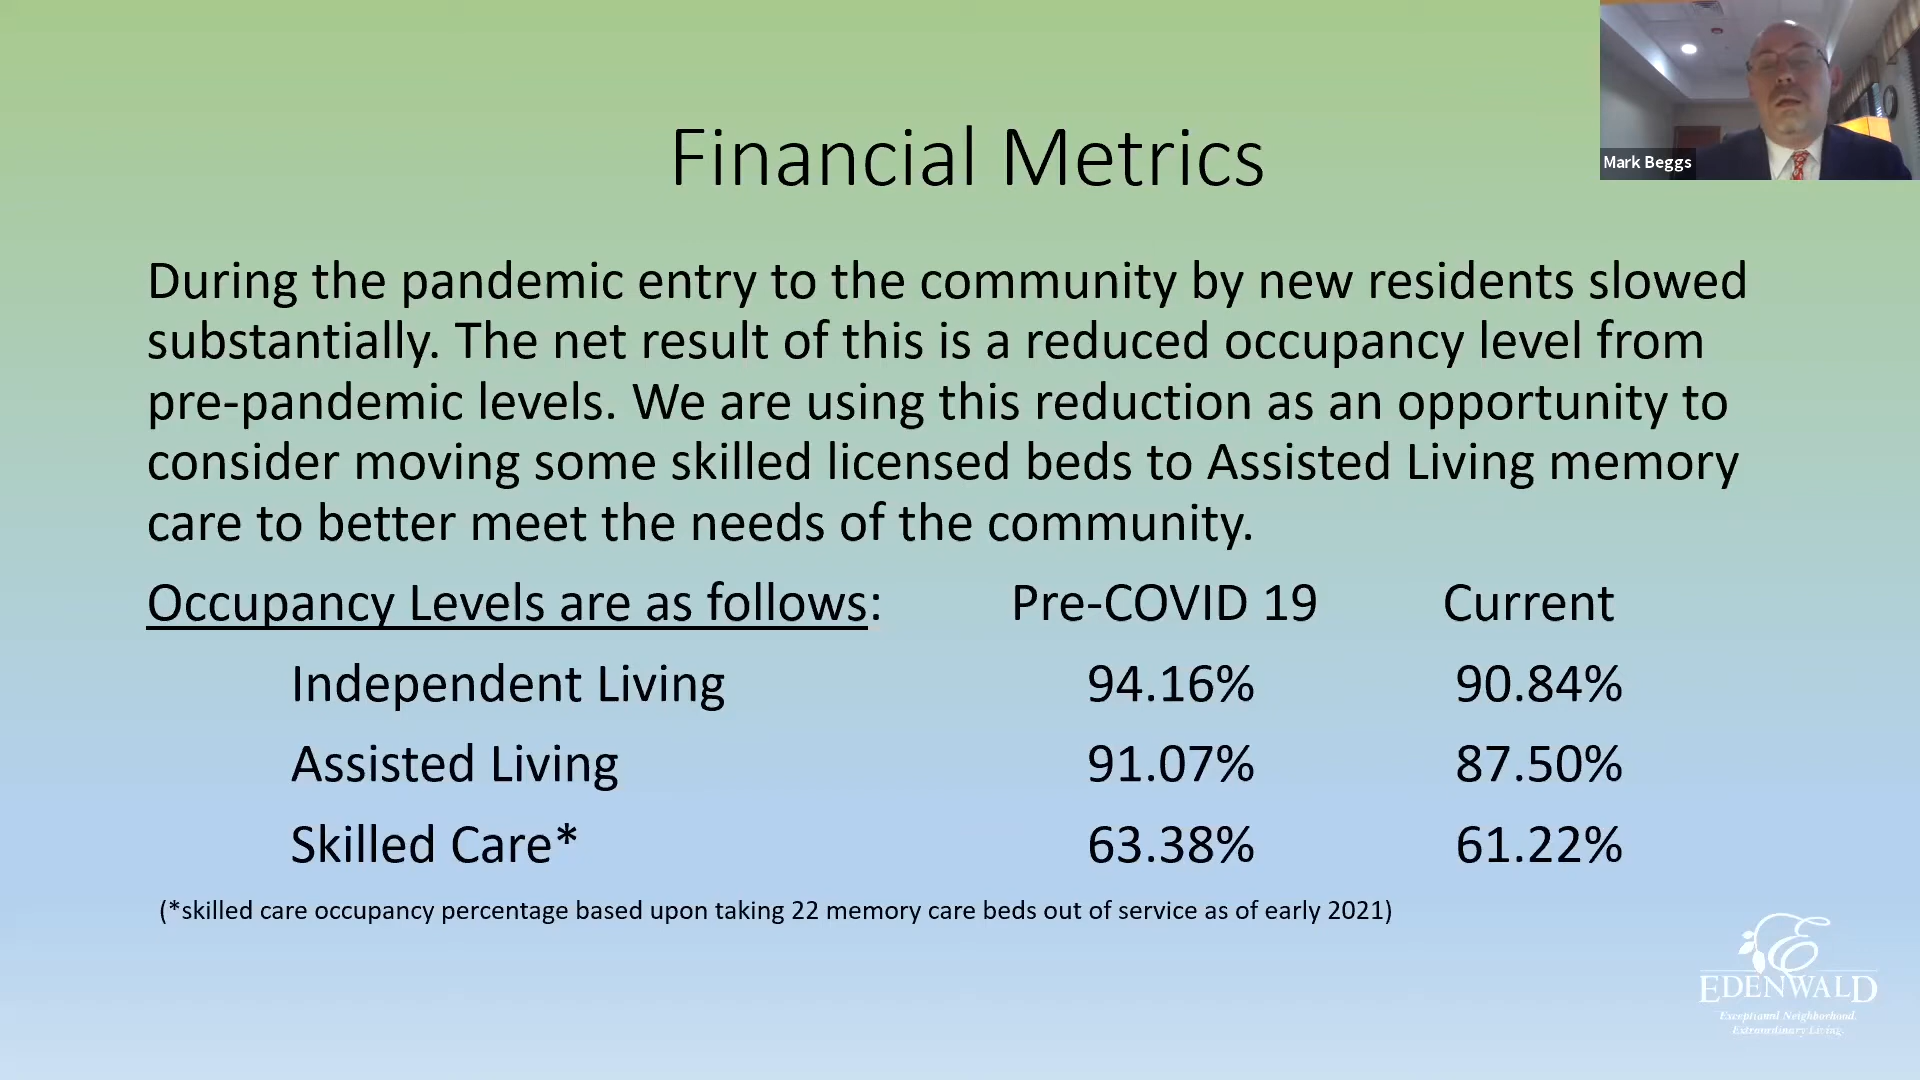 Mark Beggs
Financial Metrics
During the pandemic entry to the community by new residents slowed
substantially. The net result of this is a reduced occupancy level from
pre-pandemic levels. We are using this reduction as an opportunity to
consider moving some skilled licensed beds to Assisted Living memory
care to better meet the needs of the community.
Occupancy Levels are as follows: Pre-COVID 19 Current
Independent Living 94.16% 90.84%
Assisted Living 91.07% 87.50%
Skilled Care* 63.38% 61.22%
(*skilled care occupancy percentage based upon taking 22 memory care beds out of service as of early 2021)
E
EDENWALD
Exceptional Neighborhood.
Extraordinary Living.